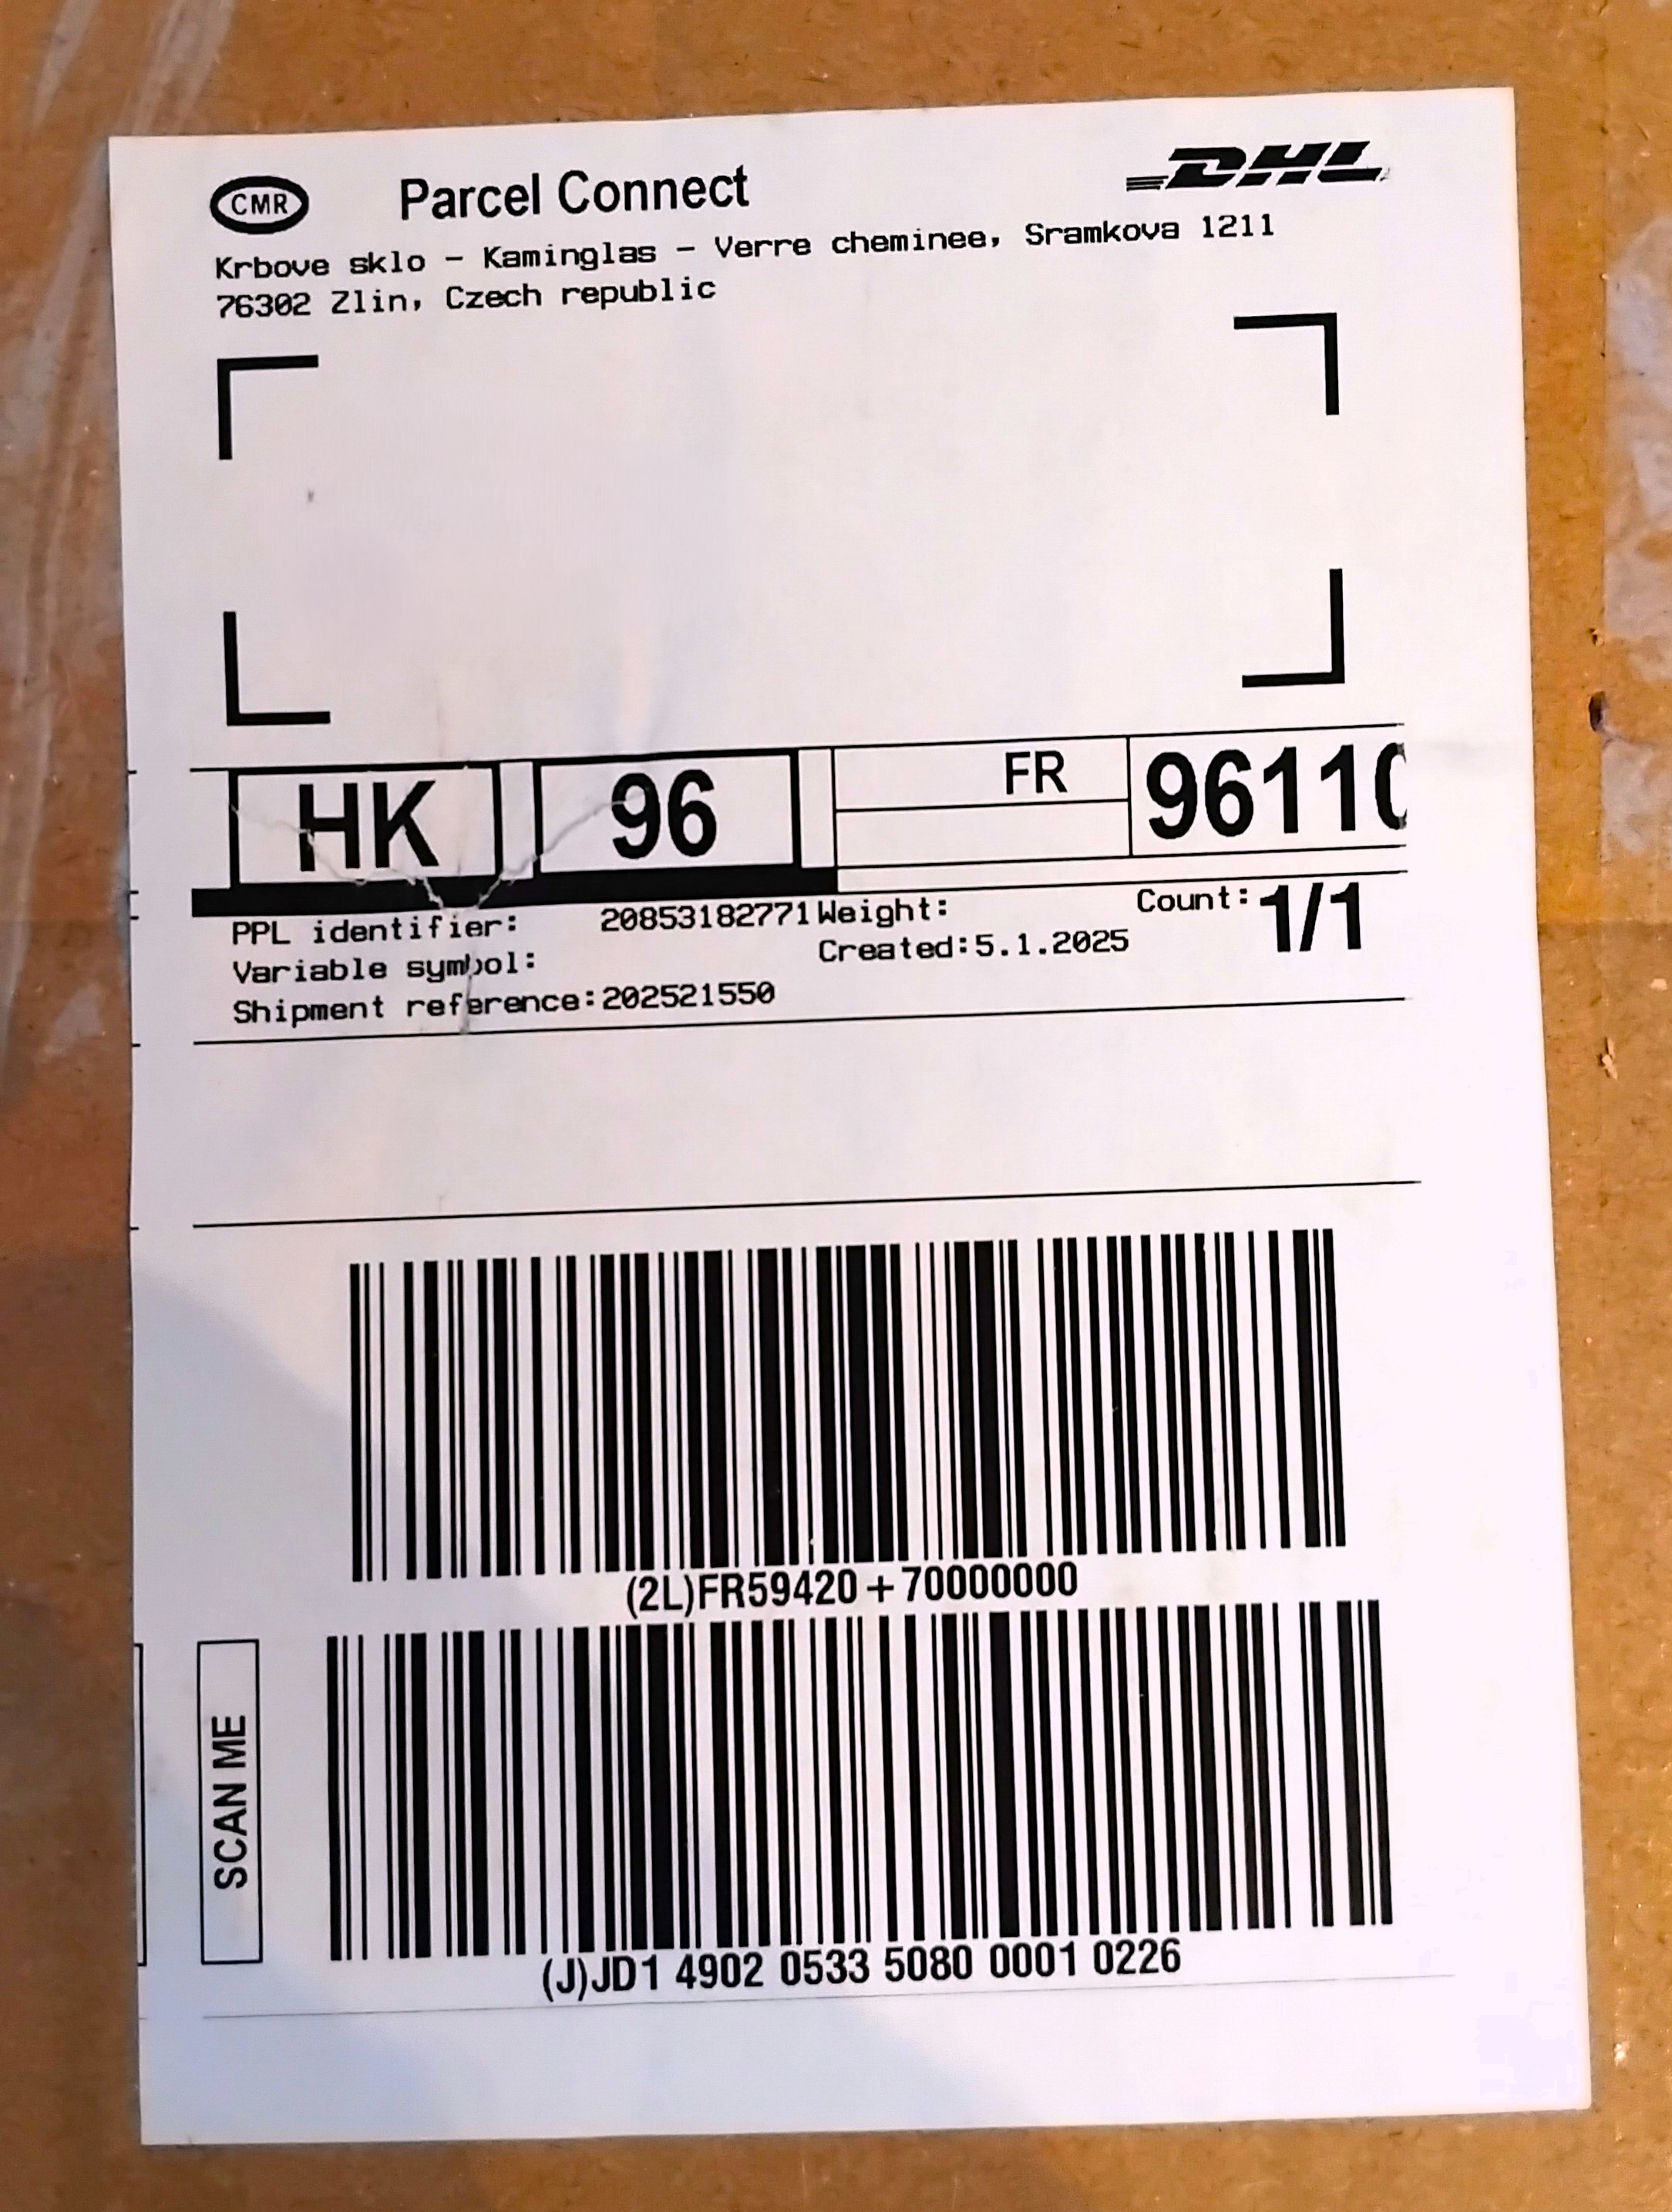 CMR Parcel Connect DHL
Krbove sklo - Kaminglas - Verre cheminee, Sramkova 1211
76302 Zlin, Czech republic
HK 96 FR 96110
PPL identifier: 20853182771 Weight: Count: 1/1
Variable symbol: Created:5.1.2025
Shipment reference:202521550
(2L)FR59420+70000000
SCAN ME
(J)JD1 4902 0533 5080 0001 0226